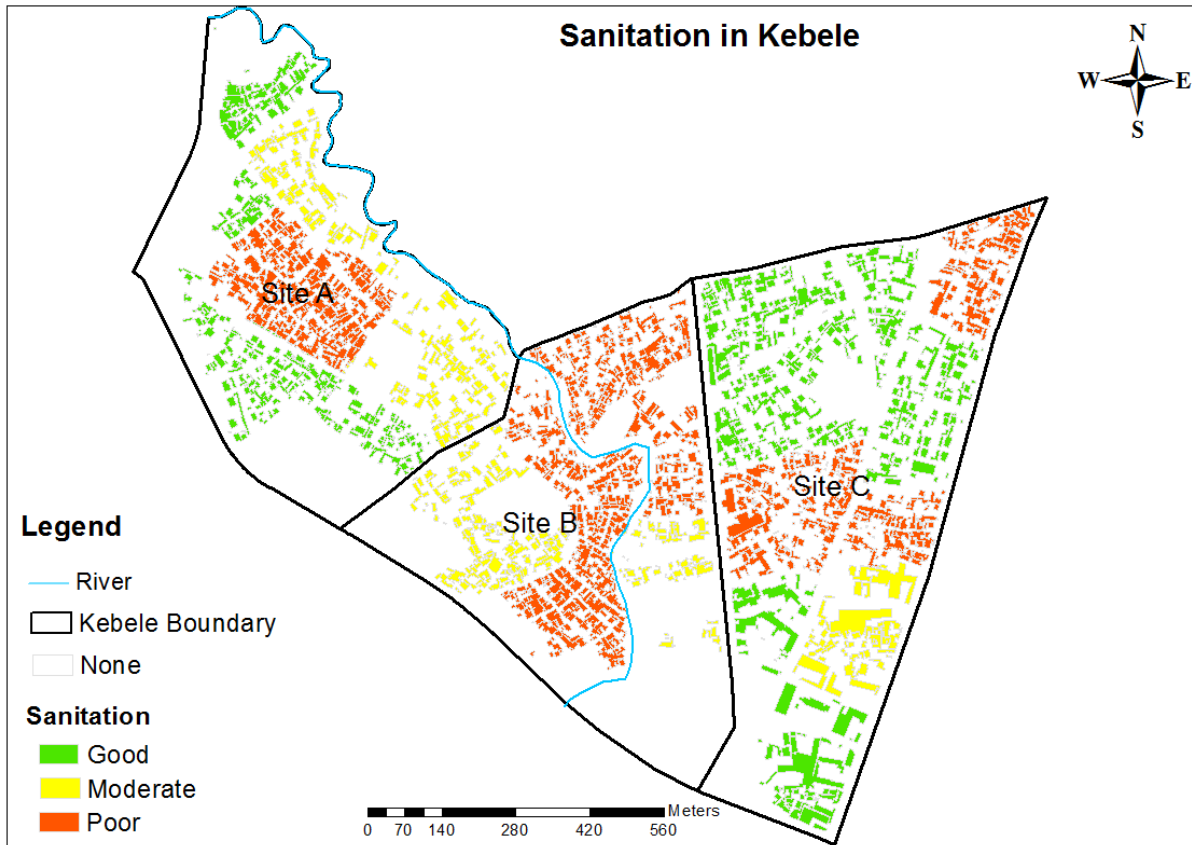 Sanitation in Kebele
N
W E
S
Site A
Site C
Site B
Legend
River
Kebele Boundary
None
Sanitation
Good
Moderate
Poor
Meters
0 70 140 280 420 560